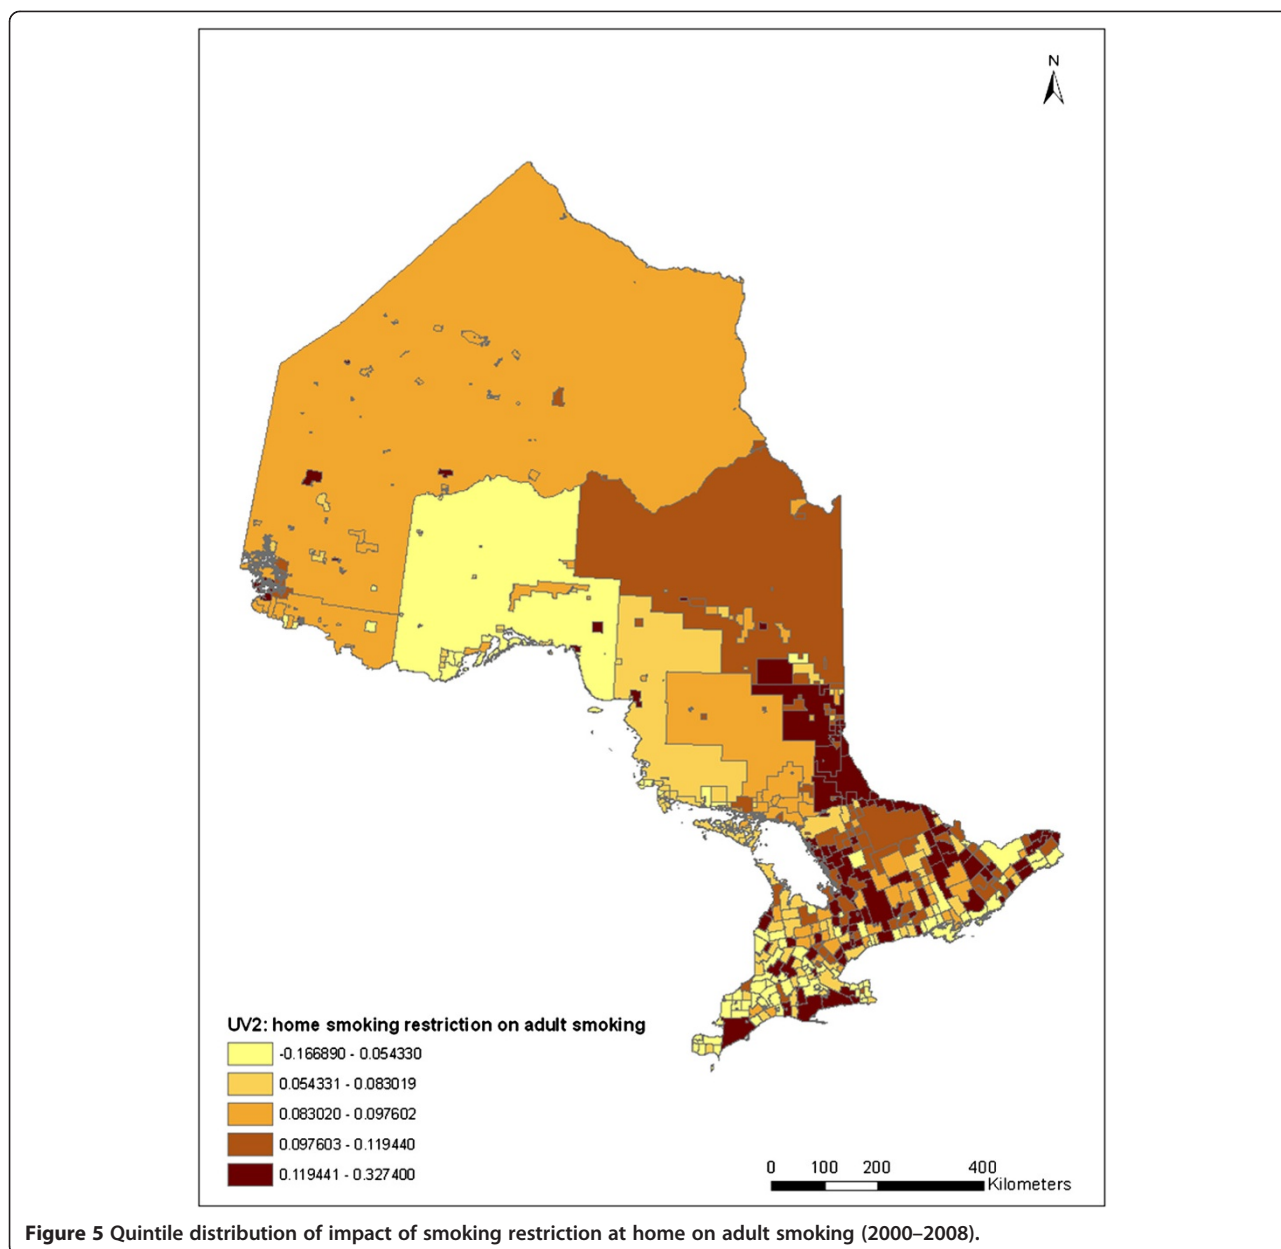 N
UV2: home smoking restriction on adult smoking
-0.166890 - 0.054330
0.054331 - 0.083019
0.083020 - 0.097602
0.097603 - 0.119440
0.119441 - 0.327400
0 100 200 400
Kilometers
Figure 5 Quintile distribution of impact of smoking restriction at home on adult smoking (2000–2008).